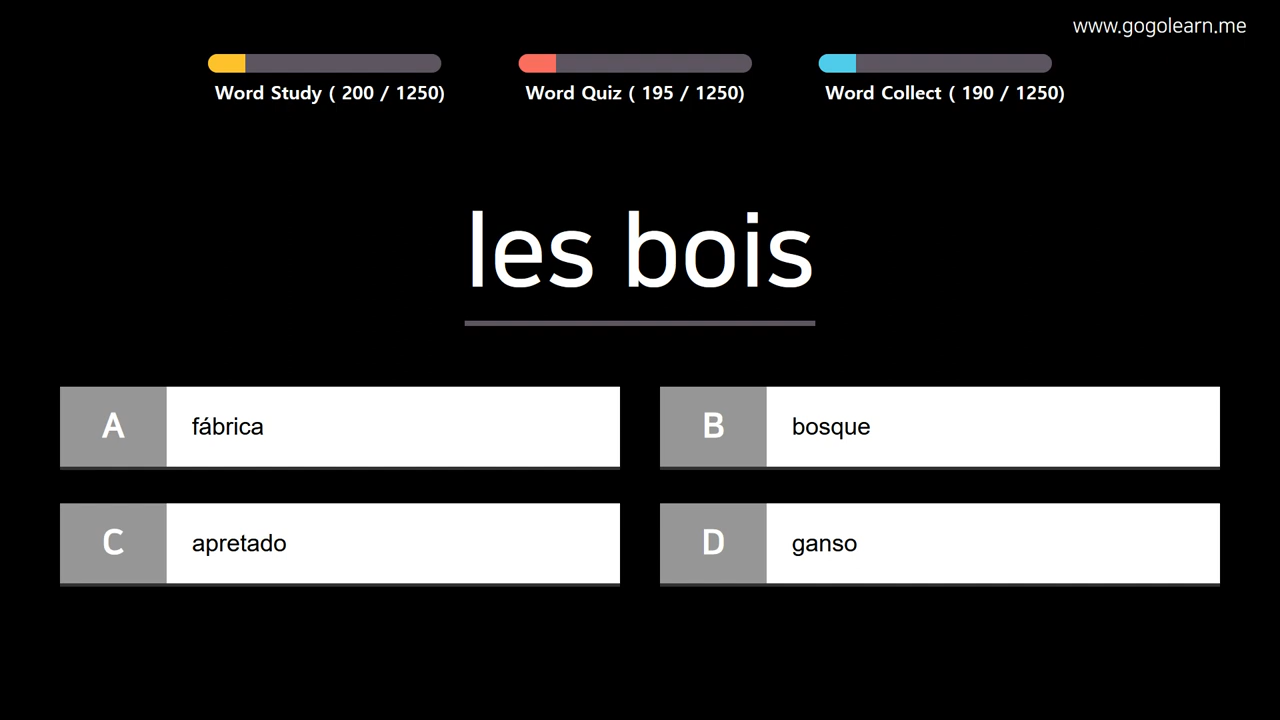 www.gogolearn.me
Word Study ( 200 / 1250)
Word Quiz ( 195 / 1250)
Word Collect ( 190 / 1250)
les bois
A
fábrica
B
bosque
C
apretado
D
ganso